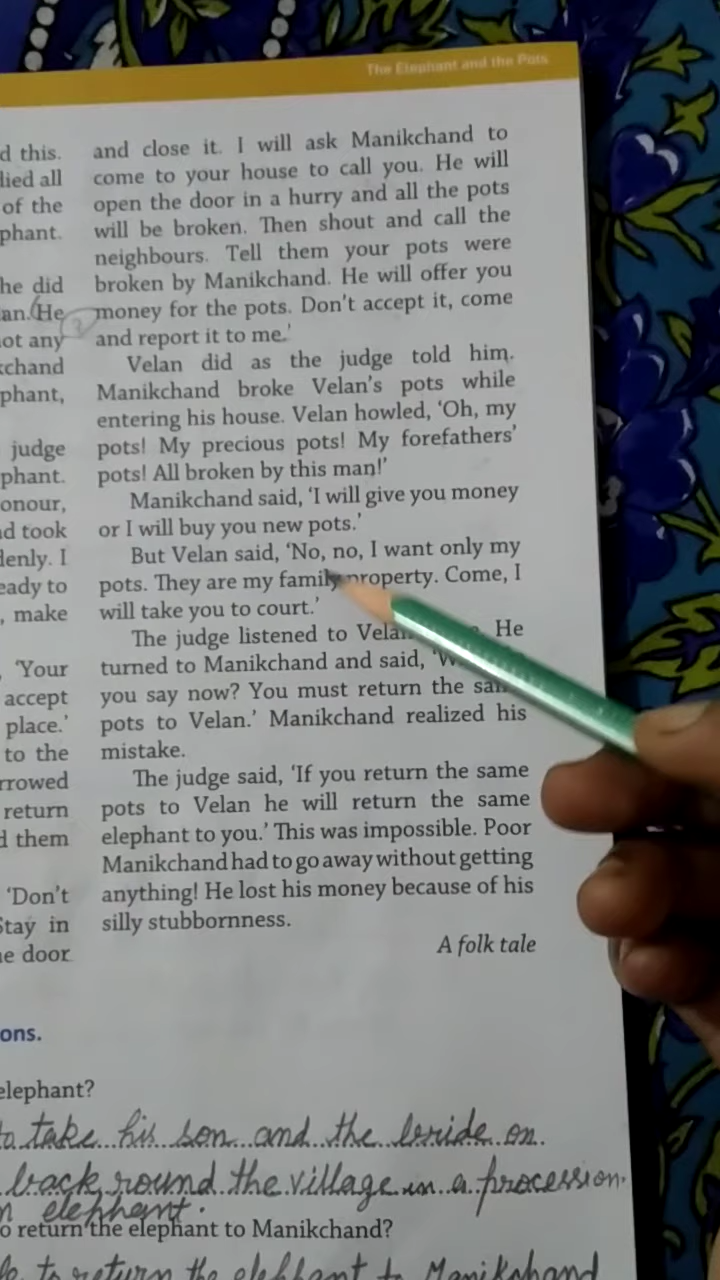 The Elephant and the Pots
d this.
lied all
of the
phant.
he did
an. He
ot any
kchand
phant,
judge
phant.
onour,
nd took
denly. I
eady to
, make
, 'Your
accept
place.'
to the
rrowed
return
d them
'Don't
Stay in
ne door
and close it. I will ask Manikchand to
come to your house to call you. He will
open the door in a hurry and all the pots
will be broken. Then shout and call the
neighbours. Tell them your pots were
broken by Manikchand. He will offer you
money for the pots. Don't accept it, come
and report it to me.'
Velan did as the judge told him.
Manikchand broke Velan's pots while
entering his house. Velan howled, 'Oh, my
pots! My precious pots! My forefathers'
pots! All broken by this man!'
Manikchand said, 'I will give you money
or I will buy you new pots.'
But Velan said, 'No, no, I want only my
pots. They are my family property. Come, I
will take you to court.'
The judge listened to Velan He
turned to Manikchand and said,
you say now? You must return the
pots to Velan.' Manikchand realized his
mistake.
The judge said, 'If you return the same
pots to Velan he will return the same
elephant to you.' This was impossible. Poor
Manikchand had to go away without getting
anything! He lost his money because of his
silly stubbornness.
A folk tale
ons.
elephant?
to take his son and the bride on
back round the village in a procession.
n elephant.
o return the elephant to Manikchand?
to return the elephant to Manikchand